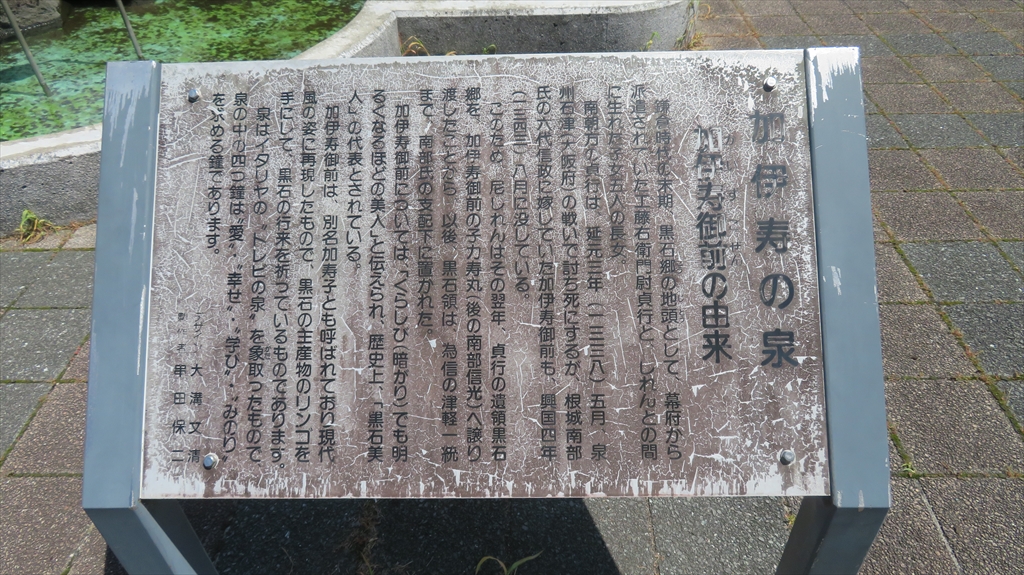 加伊寿の泉
かいすごぜん
加伊寿御前の由来
鎌倉時代の末期、黒石郷の地頭として、幕府から
派遣されていた工藤右衛門尉貞行と、しれんとの間
に生れた子女五人の長女
南朝方の貞行は、延元三年(一三三八)五月、泉
州石津(大阪府)の戦いで討ち死にするが、根城南部
氏の六代信政に嫁していた加伊寿御前も、興国四年
(一三四三)八月に没している。
このため、尼しれんはその翌年、貞行の遺領黒石
郷を、加伊寿御前の子力寿丸(後の南部信光)へ譲り
渡したことから、以後、黒石領は、為信の津軽一統
まで、南部氏の支配下に置かれた。
加伊寿御前については、「くらしび(暗かり)でも明
るくなるほどの美人」と伝えられ、歴史上、「黒石美
人」の代表とされている。
加伊寿御前は、別名加寿子とも呼ばれており現代
風の姿に再現したもので、黒石の主産物のリンゴを
手にして、黒石の行末を祈っているものであります。
泉はイタリヤの〝トレビの泉〟を象取ったもので
泉の中の四つ鐘は〝愛〟〝幸せ〟〝学び〟〝みのり〟
を求める鐘であります。
デザイン 大溝文清
串田保二